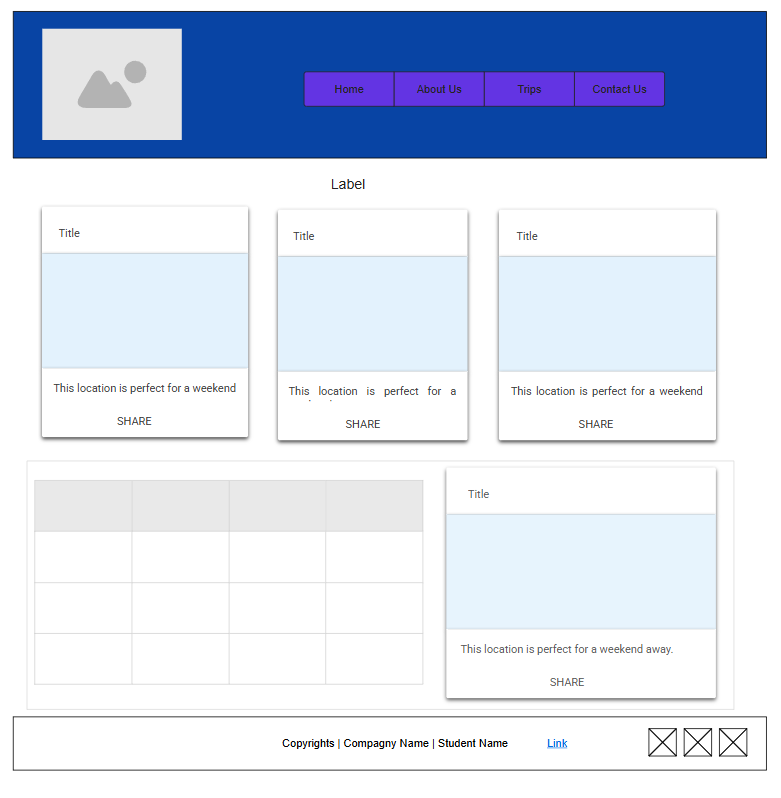 Home
About Us
Trips
Contact Us
Label
Title
Title
Title
This location is perfect for a weekend
This location is perfect for a
This location is perfect for a weekend
SHARE
SHARE
SHARE
Title
This location is perfect for a weekend away.
SHARE
Copyrights | Compagny Name | Student Name
Link